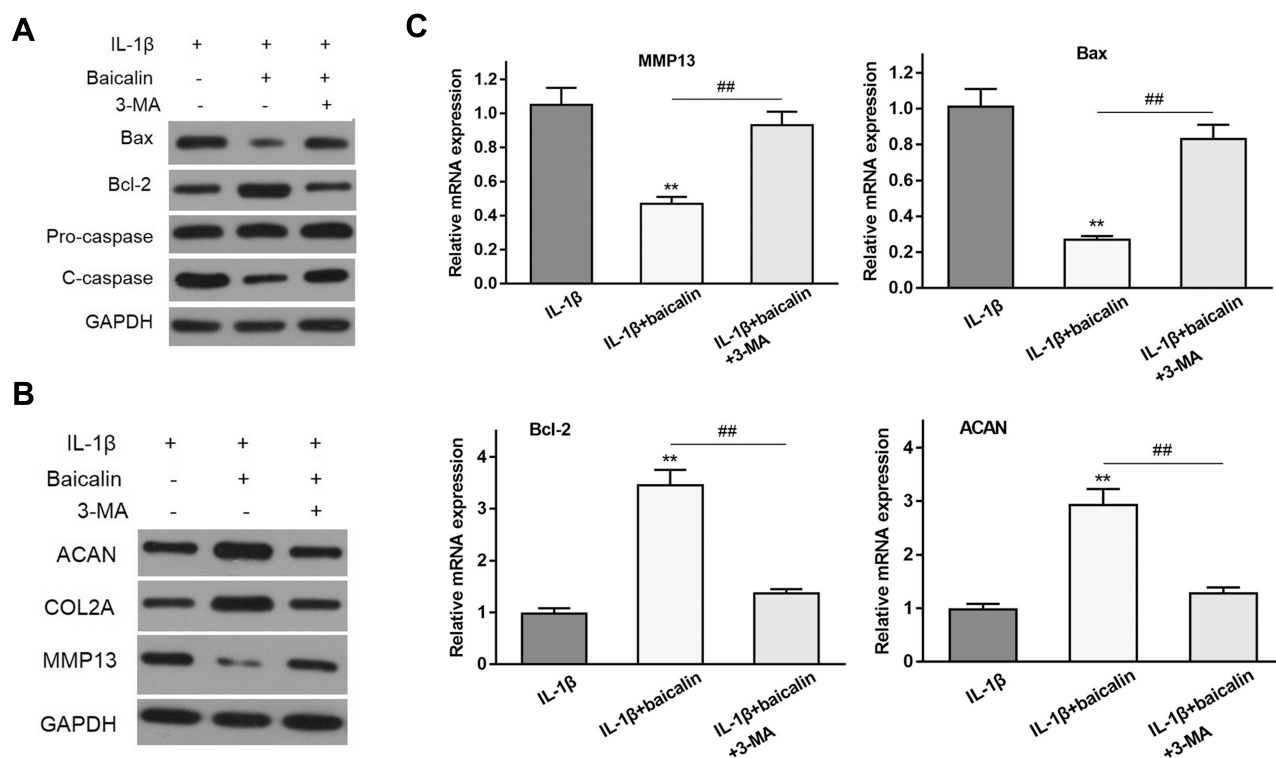 A
IL-1β + + +
Baicalin - + +
3-MA - - +
Bax
Bcl-2
Pro-caspase
C-caspase
GAPDH
B
IL-1β + + +
Baicalin - + +
3-MA - - +
ACAN
COL2A
MMP13
GAPDH
C
MMP13
Relative mRNA expression
1.2
1.0
0.8
0.6
0.4
0.2
0.0
**
##
IL-1β
IL-1β+baicalin
IL-1β+baicalin
+3-MA
Bax
Relative mRNA expression
1.2
1.0
0.8
0.6
0.4
0.2
0.0
**
##
IL-1β
IL-1β+baicalin
IL-1β+baicalin
+3-MA
Bcl-2
Relative mRNA expression
4
3
2
1
0
**
##
IL-1β
IL-1β+baicalin
IL-1β+baicalin
+3-MA
ACAN
Relative mRNA expression
4
3
2
1
0
**
##
IL-1β
IL-1β+baicalin
IL-1β+baicalin
+3-MA